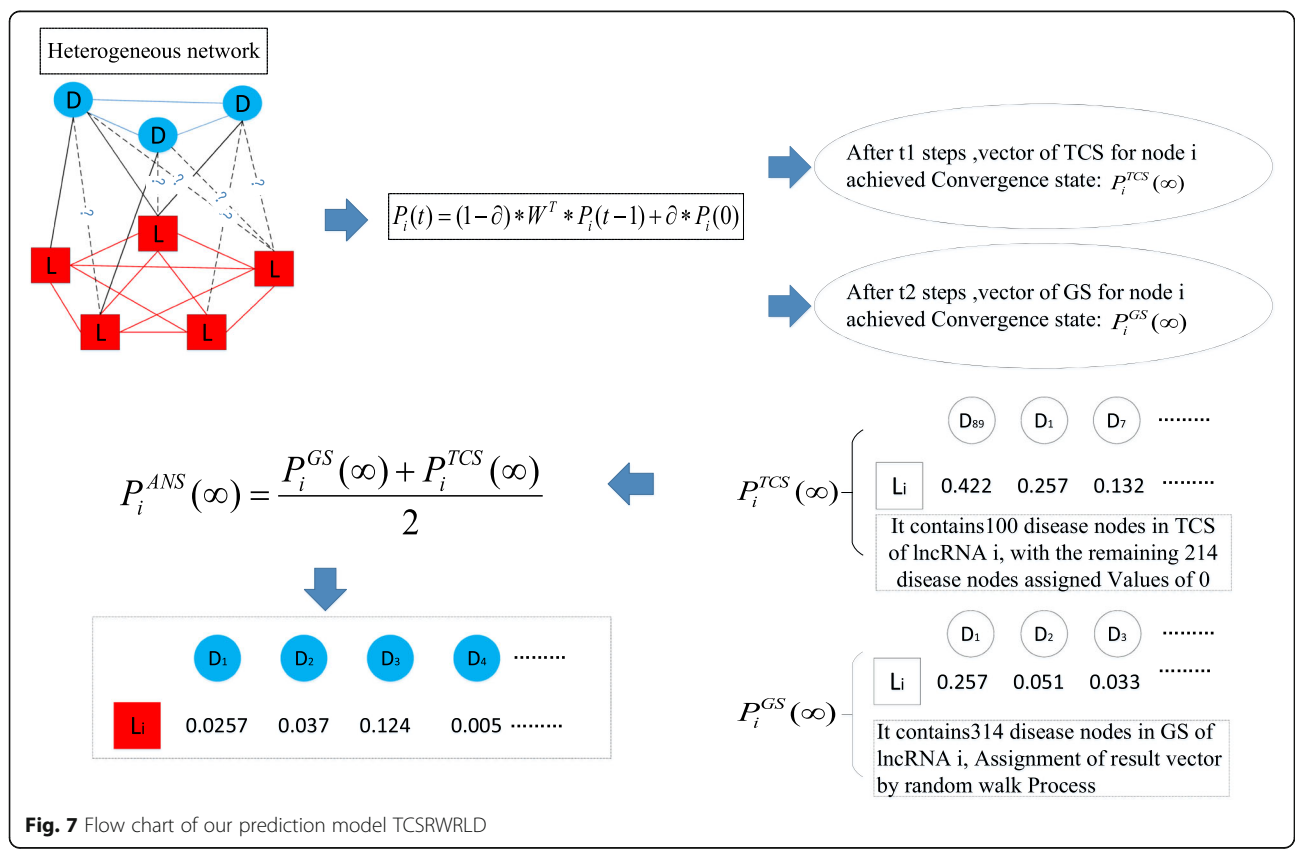 Heterogeneous network
D
D
D
? ? ? ? ?
L
L
L
L
L
P_i(t) = (1-∂)*W^T*P_i(t-1)+∂*P_i(0)
After t1 steps ,vector of TCS for node i
achieved Convergence state: P_i^{TCS}(∞)
After t2 steps ,vector of GS for node i
achieved Convergence state: P_i^{GS}(∞)
P_i^{TCS}(∞)
D89 D1 D7 ·········
Li 0.422 0.257 0.132 ·········
It contains100 disease nodes in TCS
of lncRNA i, with the remaining 214
disease nodes assigned Values of 0
P_i^{GS}(∞)
D1 D2 D3 ·········
Li 0.257 0.051 0.033 ·········
It contains314 disease nodes in GS of
lncRNA i, Assignment of result vector
by random walk Process
P_i^{ANS}(∞) = (P_i^{GS}(∞) + P_i^{TCS}(∞)) / 2
D1 D2 D3 D4 ·········
Li 0.0257 0.037 0.124 0.005 ·········
Fig. 7 Flow chart of our prediction model TCSRWRLD